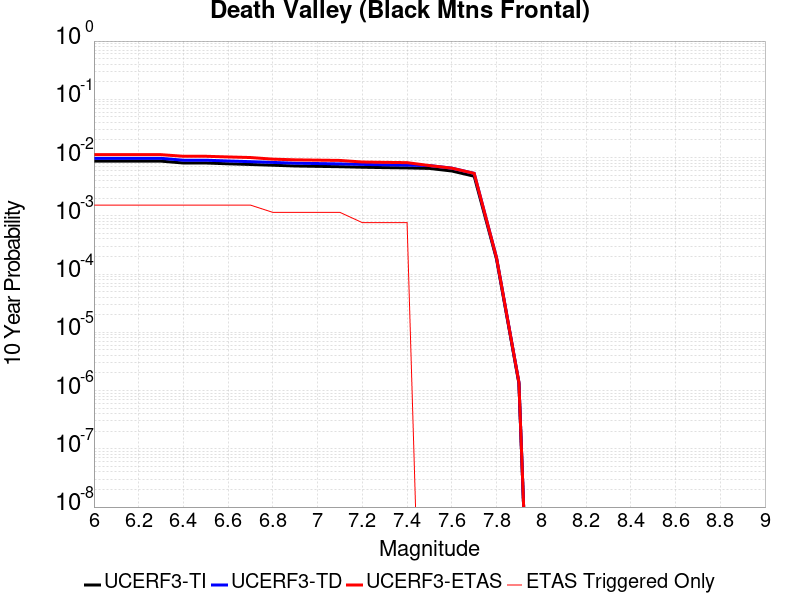 Death Valley (Black Mtns Frontal)
10^0
10^-1
10^-2
10^-3
10^-4
10^-5
10^-6
10^-7
10^-8
10 Year Probability
6 6.2 6.4 6.6 6.8 7 7.2 7.4 7.6 7.8 8 8.2 8.4 8.6 8.8 9
Magnitude
UCERF3-TI UCERF3-TD UCERF3-ETAS ETAS Triggered Only